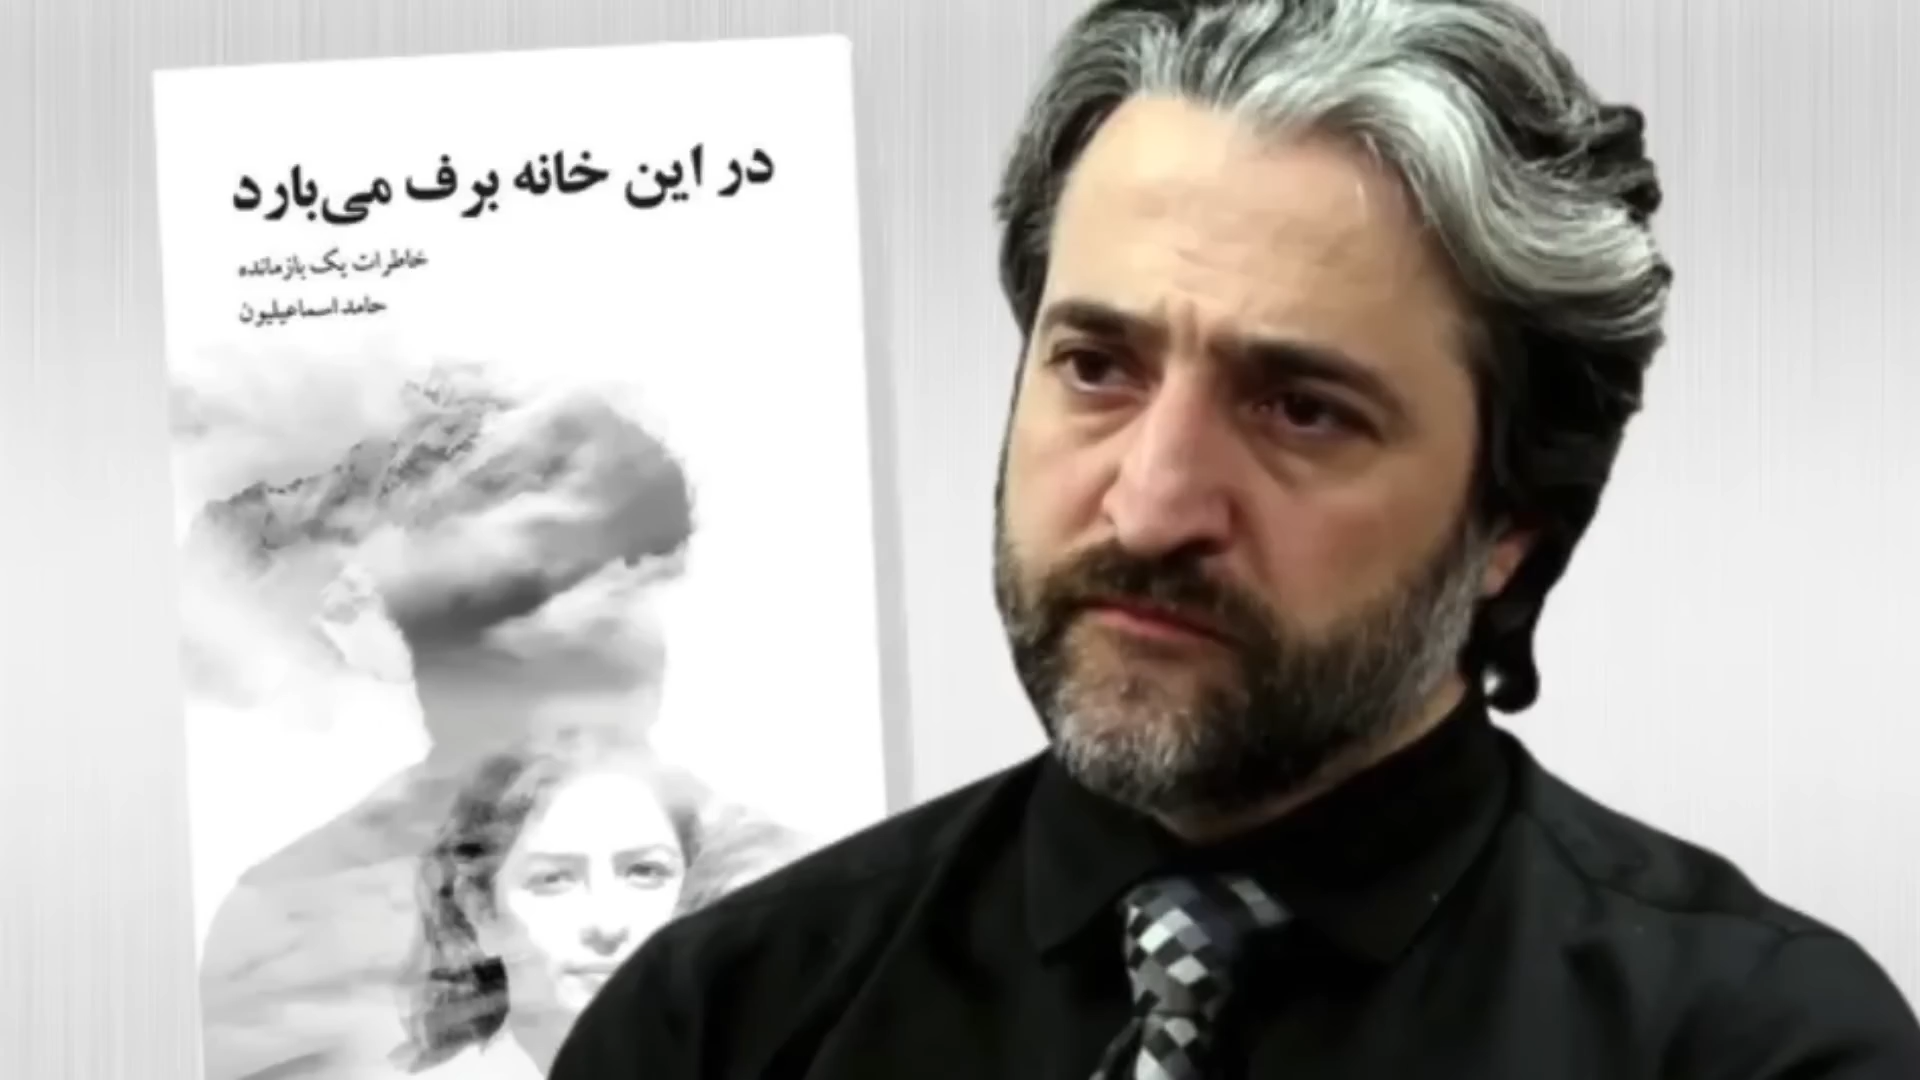 در این خانه برف می‌بارد
خاطرات یک بازمانده
حامد اسماعیلیون